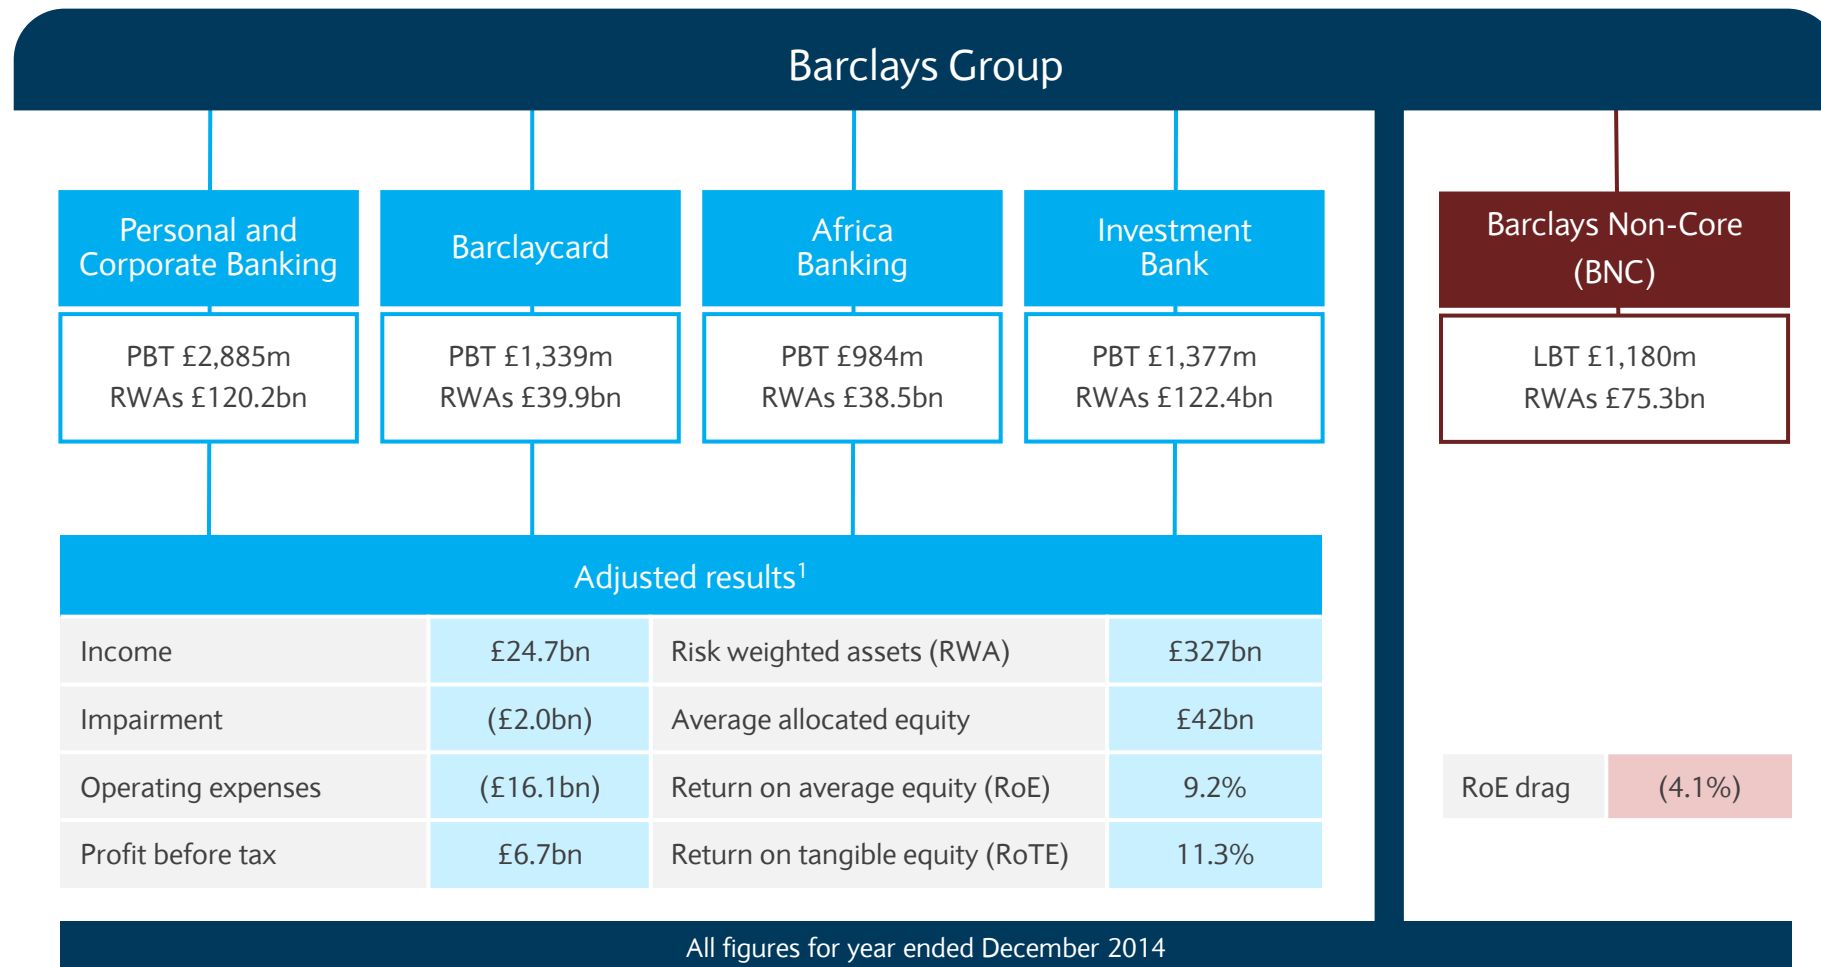 Barclays Group
Personal and
Corporate Banking
PBT £2,885m
RWAs £120.2bn
Barclaycard
PBT £1,339m
RWAs £39.9bn
Africa
Banking
PBT £984m
RWAs £38.5bn
Investment
Bank
PBT £1,377m
RWAs £122.4bn
Barclays Non-Core
(BNC)
LBT £1,180m
RWAs £75.3bn
Adjusted results¹
Income £24.7bn Risk weighted assets (RWA) £327bn
Impairment (£2.0bn) Average allocated equity £42bn
Operating expenses (£16.1bn) Return on average equity (RoE) 9.2%
Profit before tax £6.7bn Return on tangible equity (RoTE) 11.3%
RoE drag (4.1%)
All figures for year ended December 2014